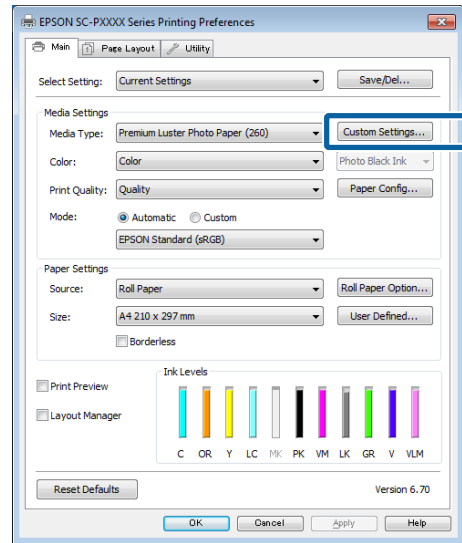 EPSON SC-PXXXX Series Printing Preferences
Main Page Layout Utility
Select Setting: Current Settings Save/Del...
Media Settings
Media Type: Premium Luster Photo Paper (260) Custom Settings...
Color: Color Photo Black Ink
Print Quality: Quality Paper Config...
Mode: Automatic Custom
EPSON Standard (sRGB)
Paper Settings
Source: Roll Paper Roll Paper Option...
Size: A4 210 x 297 mm User Defined...
Borderless
Ink Levels
Print Preview
Layout Manager
C OR Y LC MK PK VM LK GR V VLM
Reset Defaults Version 6.70
OK Cancel Apply Help